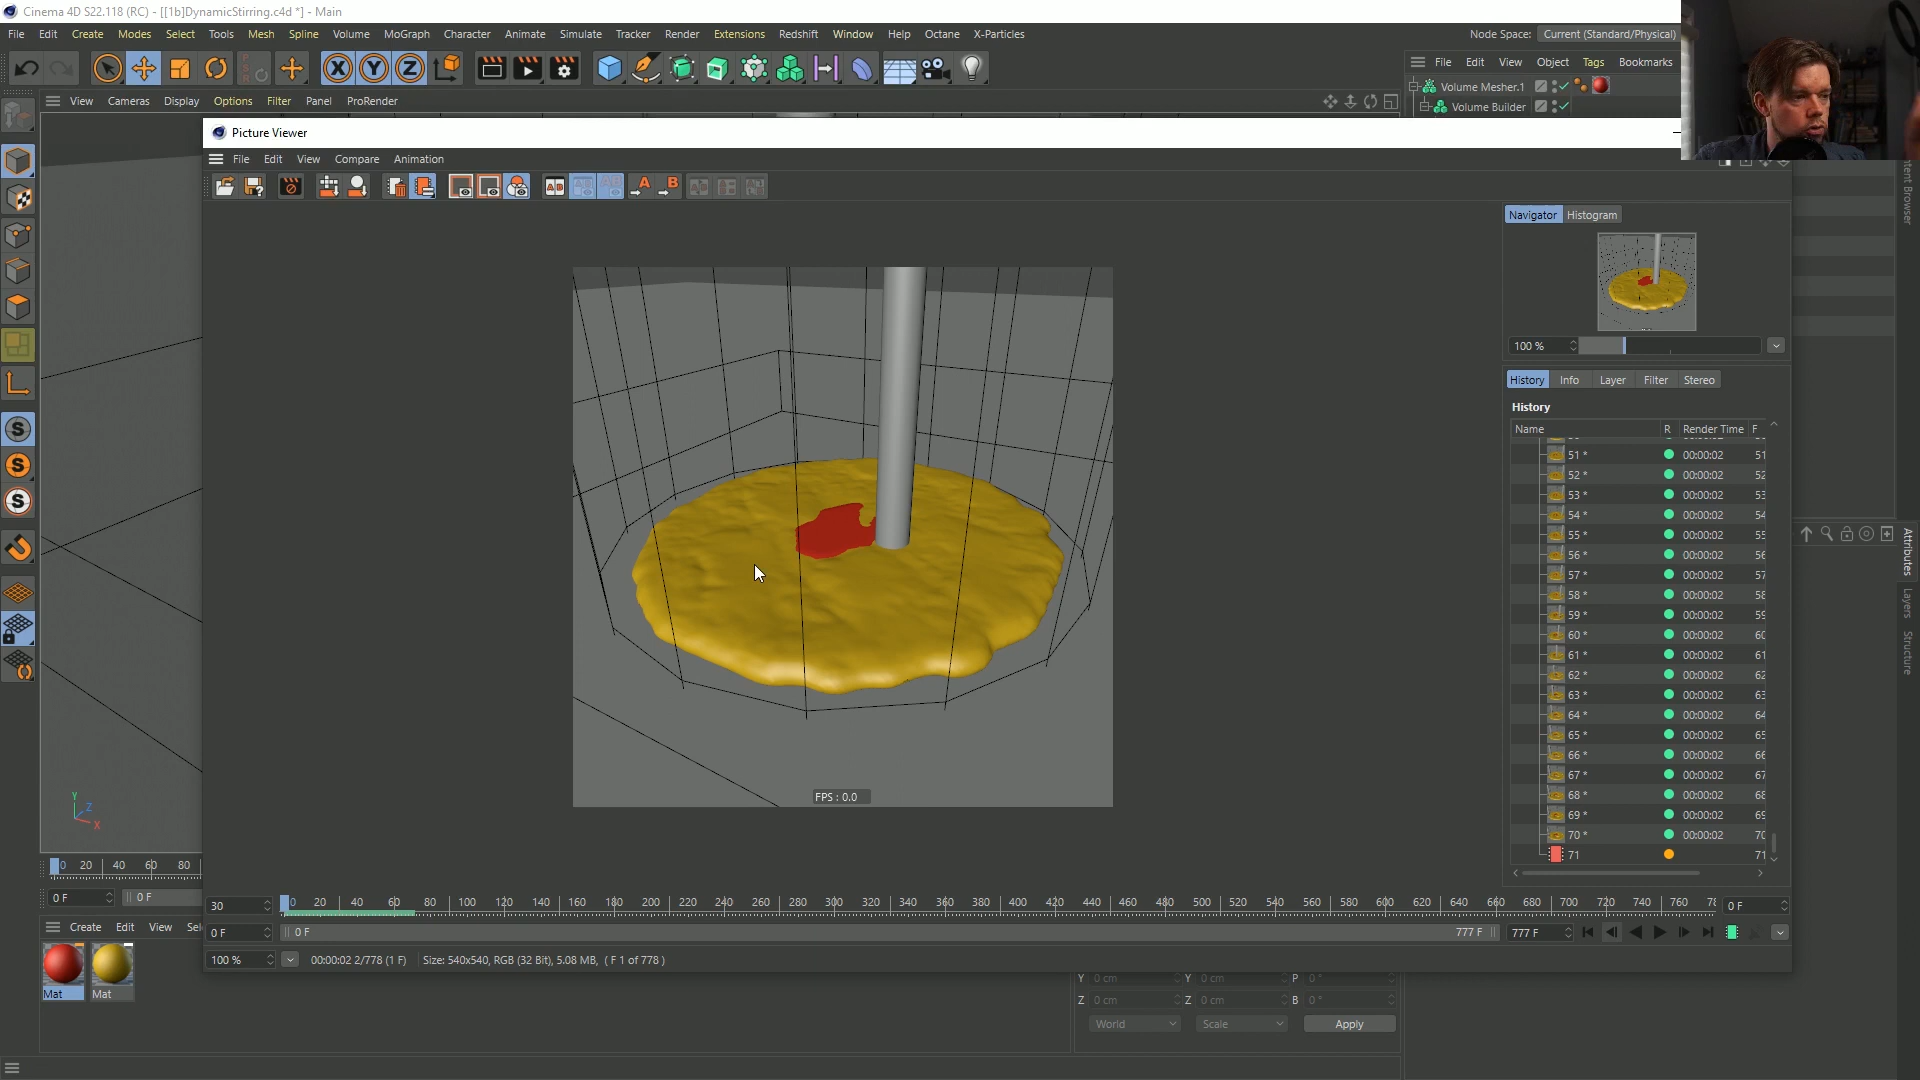 Cinema 4D S22.118 (RC) - [[1b]DynamicStirring.c4d *] - Main
File Edit Create Modes Select Tools Mesh Spline Volume MoGraph Character Animate Simulate Tracker Render Extensions Redshift Window Help Octane X-Particles
Node Space: Current (Standard/Physical)
File Edit View Object Tags Bookmarks
Volume Mesher.1
Volume Builder
View Cameras Display Options Filter Panel ProRender
Picture Viewer
File Edit View Compare Animation
Navigator Histogram
100 %
History Info Layer Filter Stereo
History
Name R Render Time F
51 * 00:00:02 51
52 * 00:00:02 52
53 * 00:00:02 53
54 * 00:00:02 54
55 * 00:00:02 55
56 * 00:00:02 56
57 * 00:00:02 57
58 * 00:00:02 58
59 * 00:00:02 59
60 * 00:00:02 60
61 * 00:00:02 61
62 * 00:00:02 62
63 * 00:00:02 63
64 * 00:00:02 64
65 * 00:00:02 65
66 * 00:00:02 66
67 * 00:00:02 67
68 * 00:00:02 68
69 * 00:00:02 69
70 * 00:00:02 70
71 71
Attributes
Layers
Structure
FPS : 0.0
Y
Z
X
0 20 40 60 80
0 F 0 F
30 0 20 40 60 80 100 120 140 160 180 200 220 240 260 280 300 320 340 360 380 400 420 440 460 480 500 520 540 560 580 600 620 640 660 680 700 720 740 760 0 F
0 F 0 F 777 F 777 F
100 % 00:00:02 2/778 (1 F) Size: 540x540, RGB (32 Bit), 5.08 MB, ( F 1 of 778 )
Create Edit View
Mat Mat
Y 0 cm Y 0 cm P 0 °
Z 0 cm Z 0 cm B 0 °
World Scale Apply